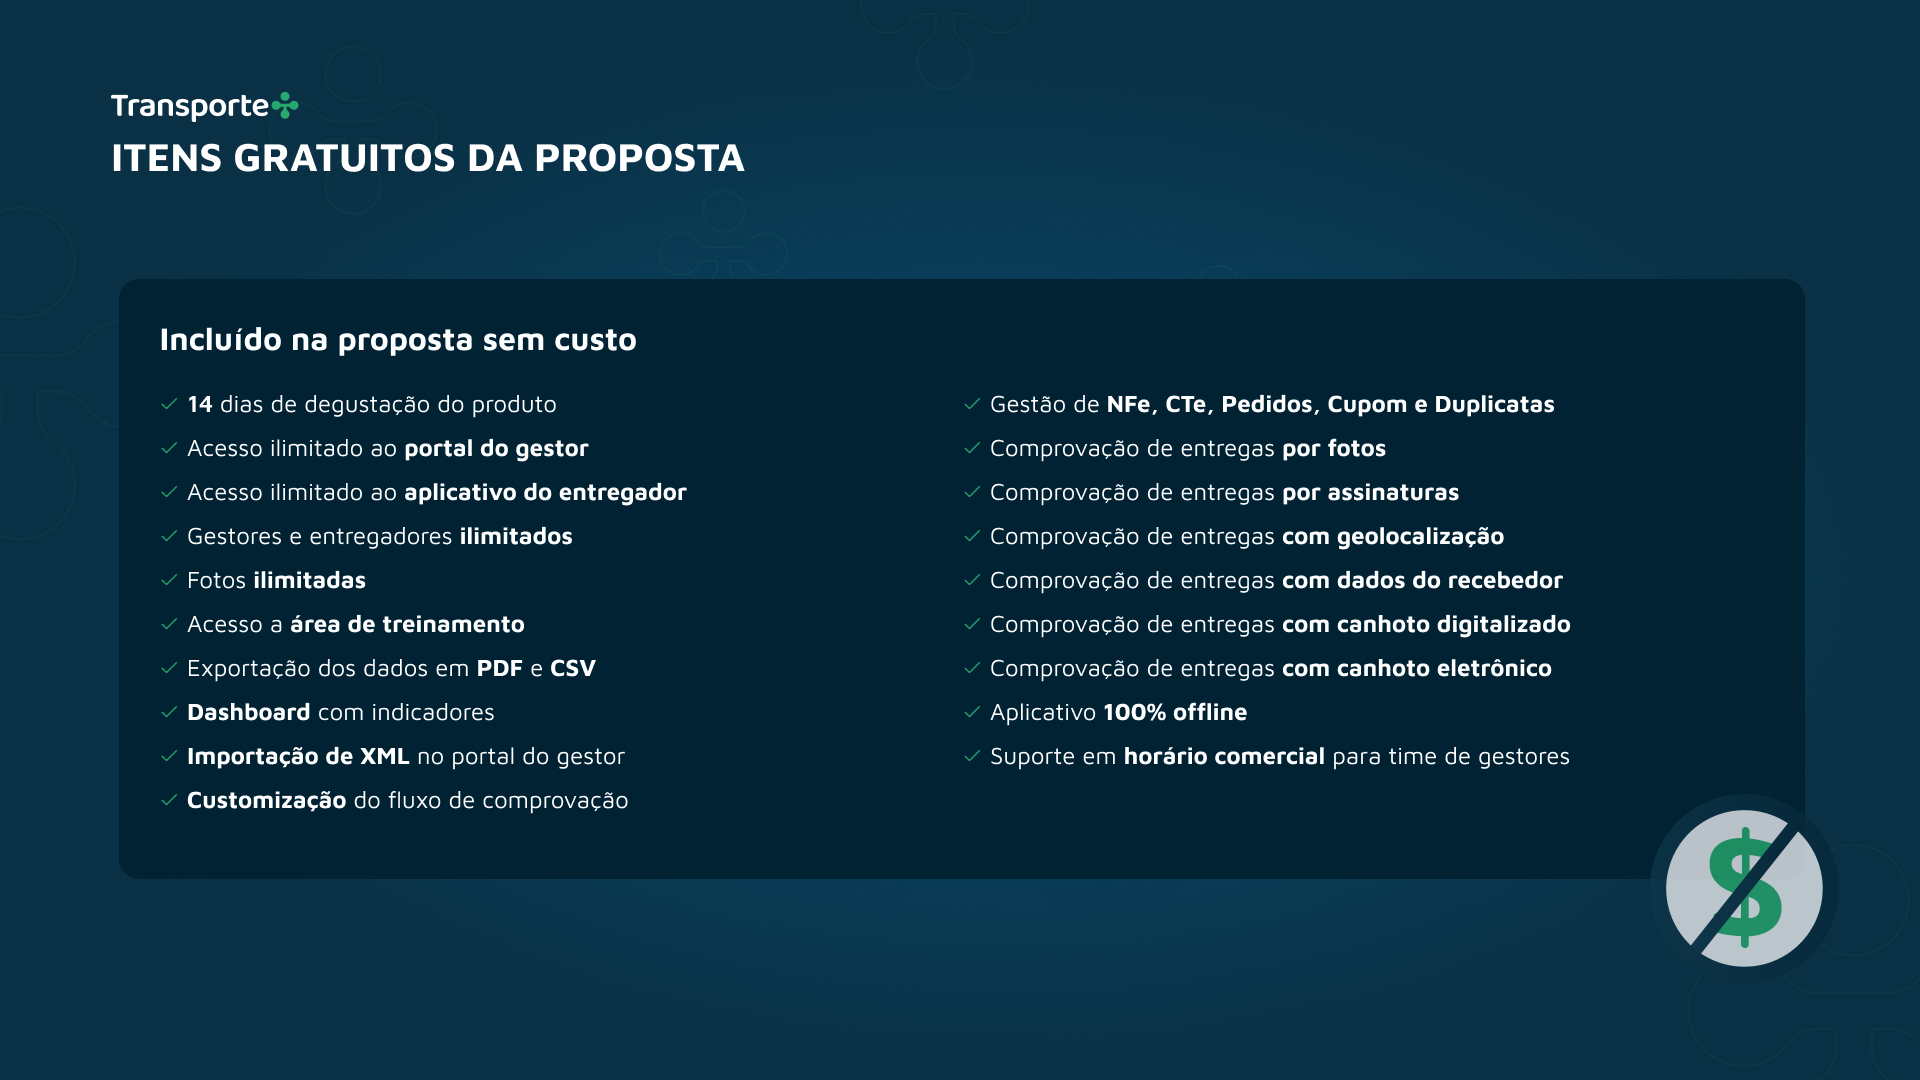 Transporte
ITENS GRATUITOS DA PROPOSTA
Incluído na proposta sem custo
14 dias de degustação do produto
Acesso ilimitado ao portal do gestor
Acesso ilimitado ao aplicativo do entregador
Gestores e entregadores ilimitados
Fotos ilimitadas
Acesso a área de treinamento
Exportação dos dados em PDF e CSV
Dashboard com indicadores
Importação de XML no portal do gestor
Customização do fluxo de comprovação
Gestão de NFe, CTe, Pedidos, Cupom e Duplicatas
Comprovação de entregas por fotos
Comprovação de entregas por assinaturas
Comprovação de entregas com geolocalização
Comprovação de entregas com dados do recebedor
Comprovação de entregas com canhoto digitalizado
Comprovação de entregas com canhoto eletrônico
Aplicativo 100% offline
Suporte em horário comercial para time de gestores
$